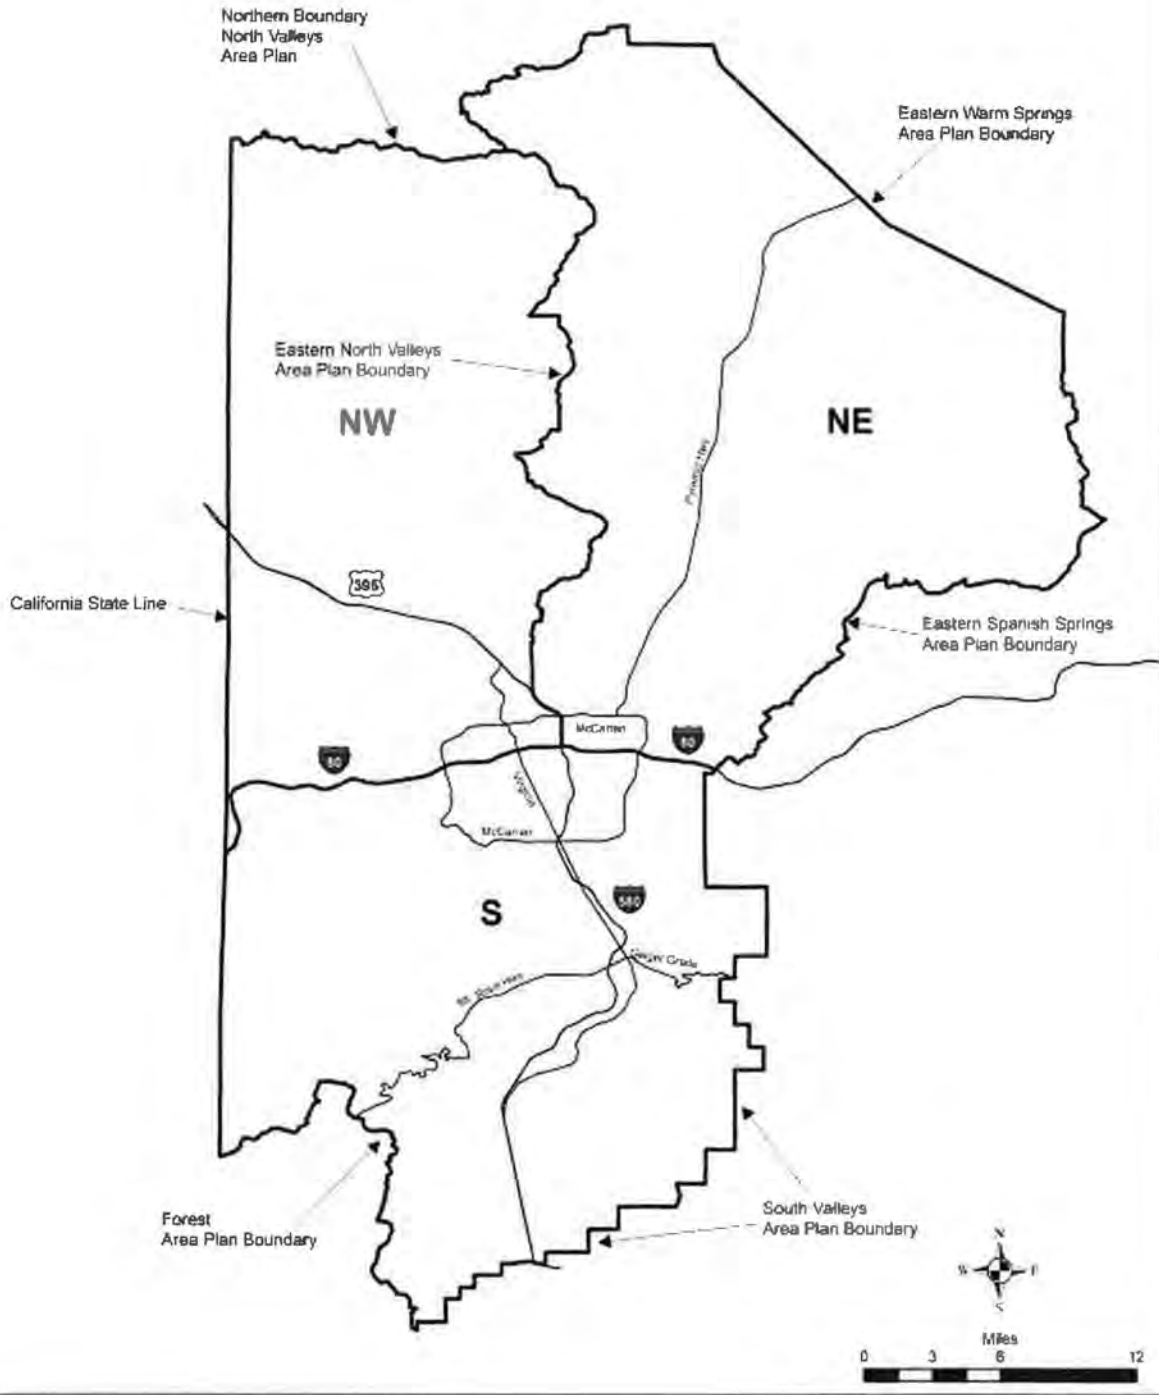 Northern Boundary
North Valleys
Area Plan
Eastern Warm Springs
Area Plan Boundary
Eastern North Valleys
Area Plan Boundary
NW
NE
395
California State Line
Eastern Spanish Springs
Area Plan Boundary
McCarran
80
80
Virginia
McCarran
S
580
Geiger Grade
South Valleys
Area Plan Boundary
Forest
Area Plan Boundary
N
W
E
S
Miles
0 3 6 12